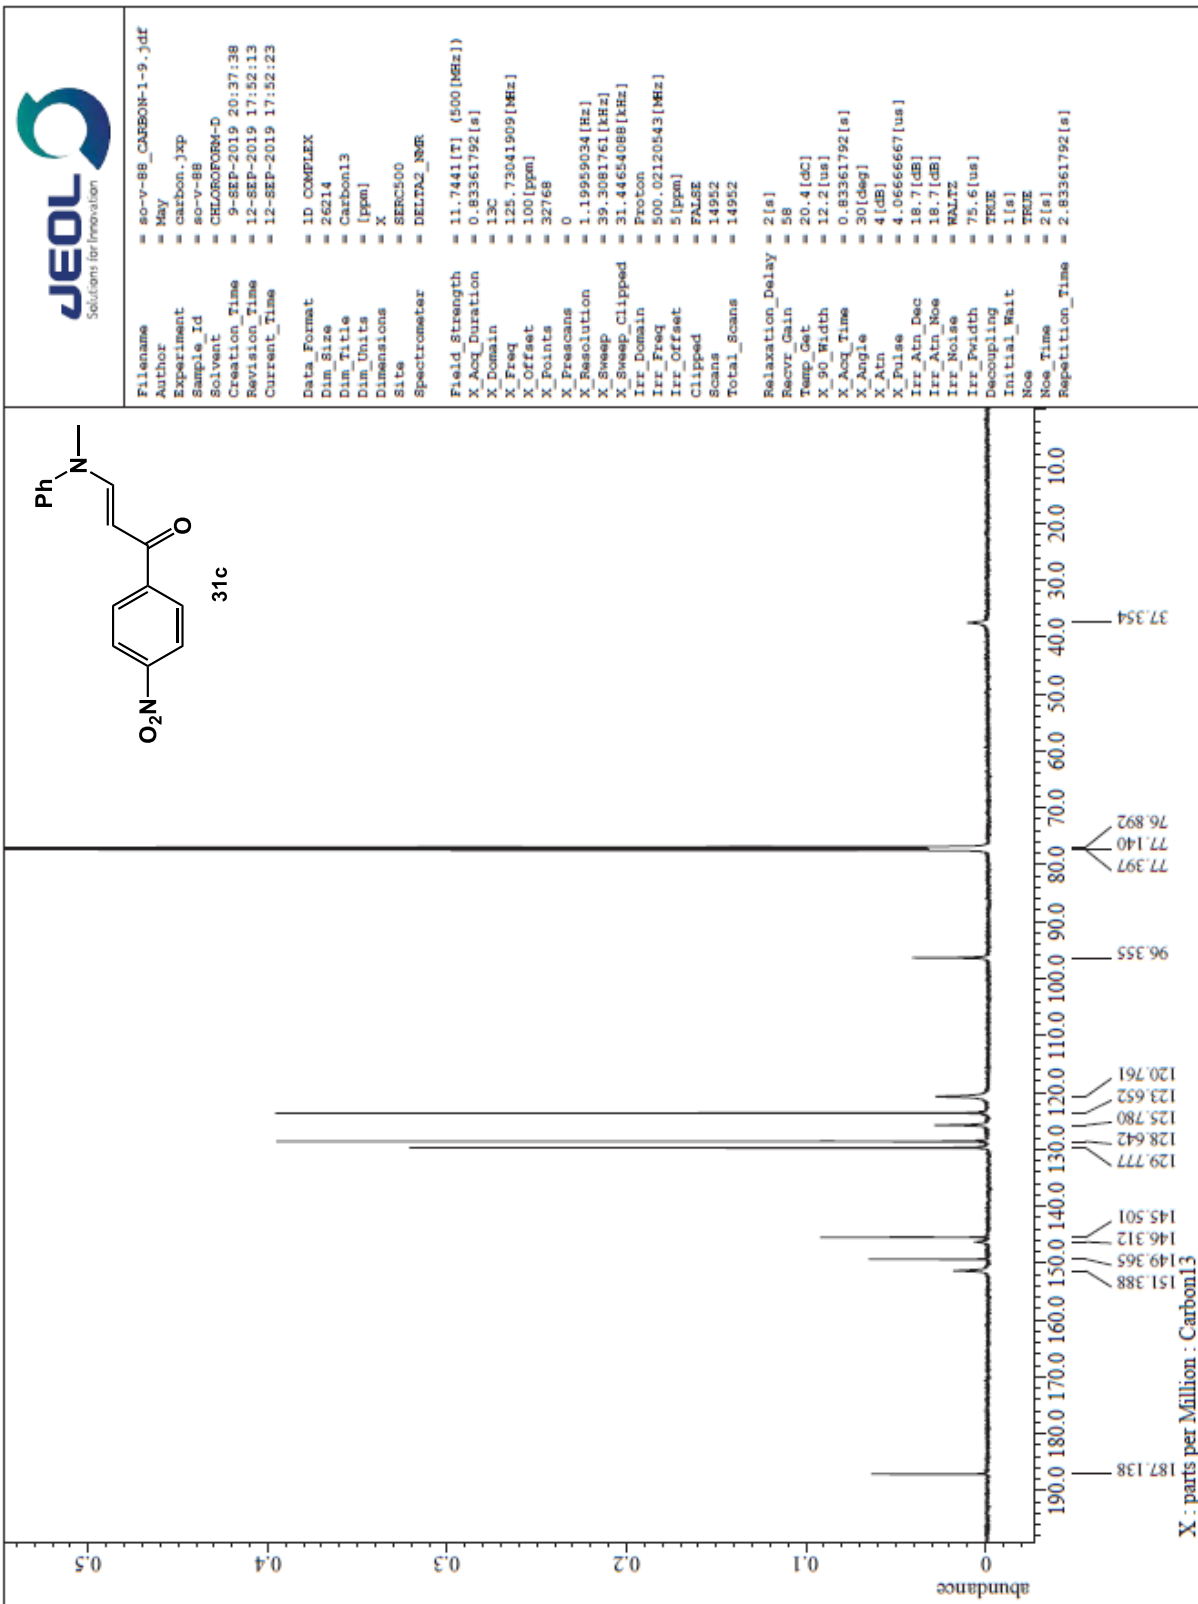 JEOL
Solutions for Innovation
Filename = so-v-88_CARBON-1-9.jdf
Author = May
Experiment = carbon.jxp
Sample_Id = so-v-88
Solvent = CHLOROFORM-D
Creation_Time = 9-SEP-2019 20:37:38
Revision_Time = 12-SEP-2019 17:52:13
Current_Time = 12-SEP-2019 17:52:23
Data_Format = 1D COMPLEX
Dim_Size = 26214
Dim_Title = Carbon13
Dim_Units = [ppm]
Dimensions = X
Site = SERC500
Spectrometer = DELTA2_NMR
Field_Strength = 11.7441[T] (500[MHz])
X_Acq_Duration = 0.83361792[s]
X_Domain = 13C
X_Freq = 125.73041909[MHz]
X_Offset = 100[ppm]
X_Points = 32768
X_Prescans = 0
X_Resolution = 1.19959034[Hz]
X_Sweep = 39.3081761[kHz]
X_Sweep_Clipped = 31.44654088[kHz]
Irr_Domain = Proton
Irr_Freq = 500.02120543[MHz]
Irr_Offset = 5[ppm]
Clipped = FALSE
Scans = 14952
Total_Scans = 14952
Relaxation_Delay = 2[s]
Recvr_Gain = 58
Temp_Get = 20.4[dC]
X_90_Width = 12.2[us]
X_Acq_Time = 0.83361792[s]
X_Angle = 30[deg]
X_Atn = 4[dB]
X_Pulse = 4.06666667[us]
Irr_Atn_Dec = 18.7[dB]
Irr_Atn_Noe = 18.7[dB]
Irr_Noise = WALTZ
Irr_Pwidth = 75.6[us]
Decoupling = TRUE
Initial_Wait = 1[s]
Noe = TRUE
Noe_Time = 2[s]
Repetition_Time = 2.83361792[s]
Ph
N
O
O2N
31c
abundance
0 0.1 0.2 0.3 0.4 0.5
190.0 180.0 170.0 160.0 150.0 140.0 130.0 120.0 110.0 100.0 90.0 80.0 70.0 60.0 50.0 40.0 30.0 20.0 10.0
187.138
151.388
149.365
146.312
145.501
129.777
128.642
125.780
123.652
120.761
96.355
77.397
77.140
76.892
37.354
X : parts per Million : Carbon13